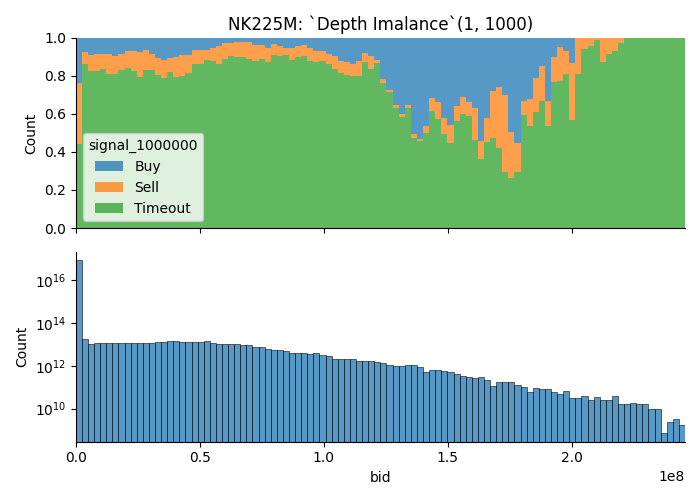 NK225M: `Depth Imalance`(1, 1000)
1.0
0.8
0.6
0.4
0.2
0.0
Count
signal_1000000
Buy
Sell
Timeout
10^16
10^14
10^12
10^10
Count
0.0 0.5 1.0 1.5 2.0
1e8
bid